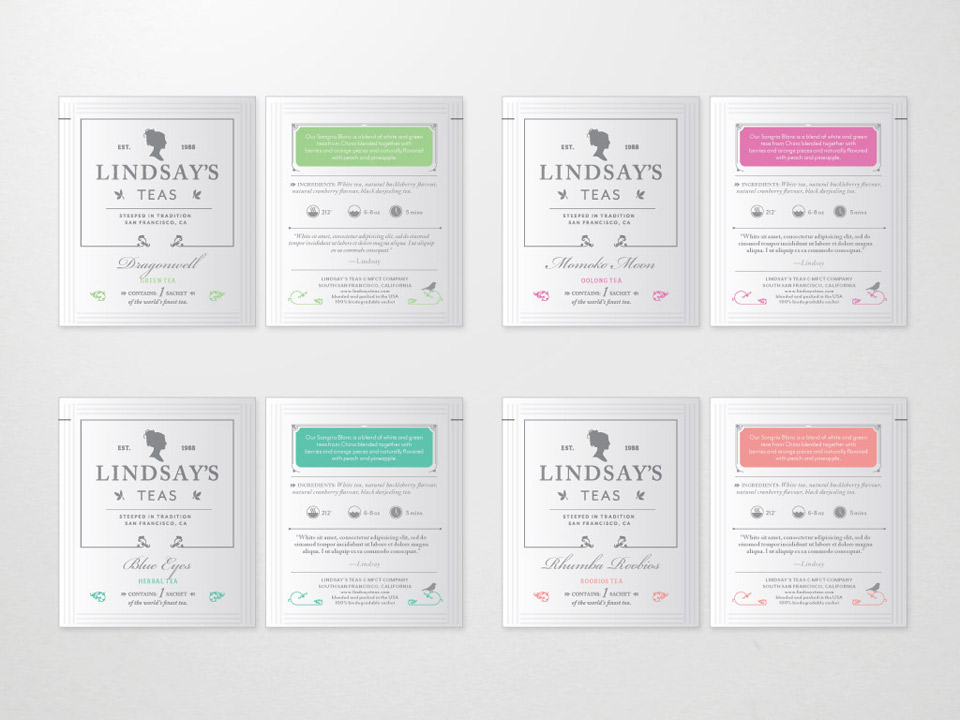 EST. 1988
LINDSAY'S
TEAS
STEEPED IN TRADITION
SAN FRANCISCO, CA
Dragonwell
GREEN TEA
CONTAINS: 1 SACHET
of the world's finest tea.
Our Sangria Blanc is a blend of white and green
teas from China blended together with
berries and orange pieces and naturally flavored
with peach and pineapple.
INGREDIENTS: White tea, natural huckleberry flavour,
natural cranberry flavour, black darjeeling tea.
212° 6-8 oz 5 mins
"White sit amet, consectetur adipisicing elit, sed do eiusmod
tempor incididunt ut labore et dolore magna. Ut aliquip
ex ea commodo consequat."
—Lindsay
LINDSAY'S TEAS & MFCT COMPANY
SOUTH SAN FRANCISCO, CALIFORNIA
www.lindsaysteas.com
blended and packed in the USA
100% biodegradable sachet
EST. 1988
LINDSAY'S
TEAS
STEEPED IN TRADITION
SAN FRANCISCO, CA
Momoko Moon
OOLONG TEA
CONTAINS: 1 SACHET
of the world's finest tea.
Our Sangria Blanc is a blend of white and green
teas from China blended together with
berries and orange pieces and naturally flavored
with peach and pineapple.
INGREDIENTS: White tea, natural huckleberry flavour,
natural cranberry flavour, black darjeeling tea.
212° 6-8 oz 5 mins
"White sit amet, consectetur adipisicing elit, sed do
eiusmod tempor incididunt ut labore et dolore magna
aliqua. Ut aliquip ex ea commodo consequat."
—Lindsay
LINDSAY'S TEAS & MFCT COMPANY
SOUTH SAN FRANCISCO, CALIFORNIA
www.lindsaysteas.com
blended and packed in the USA
100% biodegradable sachet
EST. 1988
LINDSAY'S
TEAS
STEEPED IN TRADITION
SAN FRANCISCO, CA
Blue Eyes
HERBAL TEA
CONTAINS: 1 SACHET
of the world's finest tea.
Our Sangria Blanc is a blend of white and green
teas from China blended together with
berries and orange pieces and naturally flavored
with peach and pineapple.
INGREDIENTS: White tea, natural huckleberry flavour,
natural cranberry flavour, black darjeeling tea.
212° 6-8 oz 5 mins
"White sit amet, consectetur adipisicing elit, sed do
eiusmod tempor incididunt ut labore et dolore magna
aliqua. Ut aliquip ex ea commodo consequat."
—Lindsay
LINDSAY'S TEAS & MFCT COMPANY
SOUTH SAN FRANCISCO, CALIFORNIA
www.lindsaysteas.com
blended and packed in the USA
100% biodegradable sachet
EST. 1988
LINDSAY'S
TEAS
STEEPED IN TRADITION
SAN FRANCISCO, CA
Rhumba Rooibos
ROOIBOS TEA
CONTAINS: 1 SACHET
of the world's finest tea.
Our Sangria Blanc is a blend of white and green
teas from China blended together with
berries and orange pieces and naturally flavored
with peach and pineapple.
INGREDIENTS: White tea, natural huckleberry flavour,
natural cranberry flavour, black darjeeling tea.
212° 6-8 oz 5 mins
"White sit amet, consectetur adipisicing elit, sed do
eiusmod tempor incididunt ut labore et dolore magna
aliqua. Ut aliquip ex ea commodo consequat."
—Lindsay
LINDSAY'S TEAS & MFCT COMPANY
SOUTH SAN FRANCISCO, CALIFORNIA
www.lindsaysteas.com
blended and packed in the USA
100% biodegradable sachet